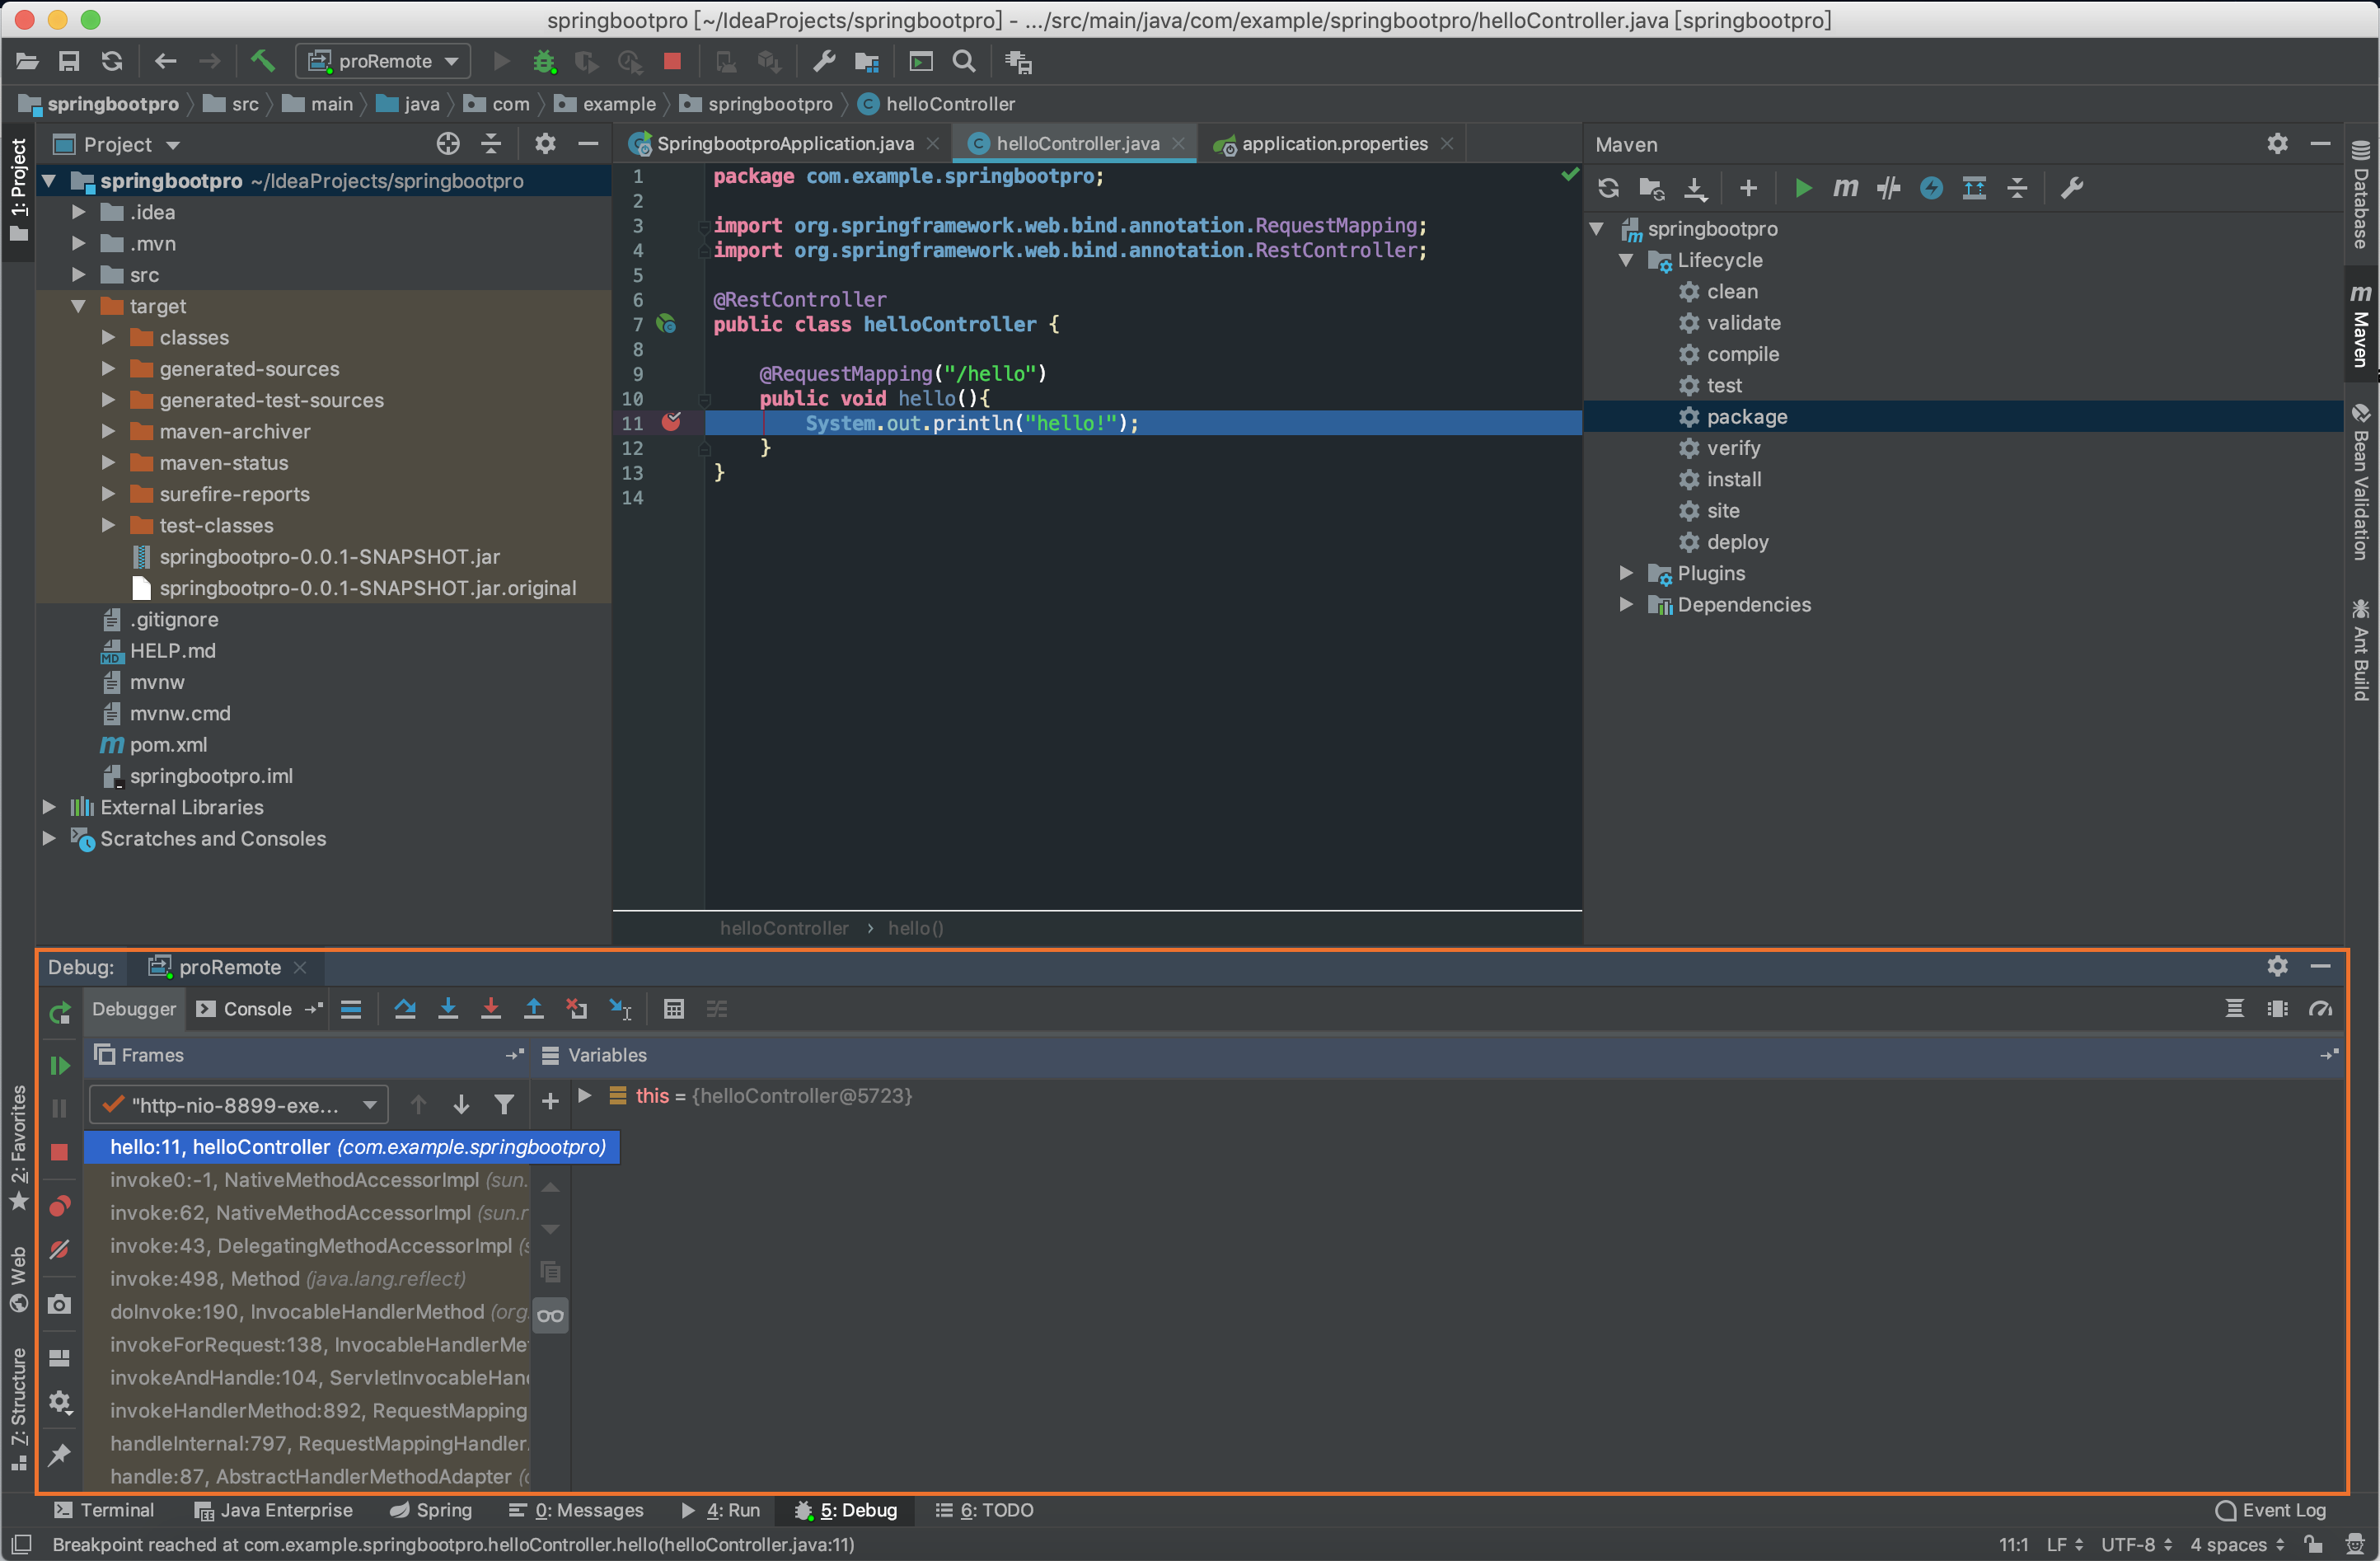 springbootpro [~/IdeaProjects/springbootpro] - .../src/main/java/com/example/springbootpro/helloController.java [springbootpro]
proRemote
springbootpro src main java com example springbootpro helloController
1: Project
2: Favorites
Web
Z: Structure
Project
springbootpro ~/IdeaProjects/springbootpro
.idea
.mvn
src
target
classes
generated-sources
generated-test-sources
maven-archiver
maven-status
surefire-reports
test-classes
springbootpro-0.0.1-SNAPSHOT.jar
springbootpro-0.0.1-SNAPSHOT.jar.original
.gitignore
HELP.md
mvnw
mvnw.cmd
pom.xml
springbootpro.iml
External Libraries
Scratches and Consoles
SpringbootproApplication.java helloController.java application.properties
1 package com.example.springbootpro;
2
3 import org.springframework.web.bind.annotation.RequestMapping;
4 import org.springframework.web.bind.annotation.RestController;
5
6 @RestController
7 public class helloController {
8
9 @RequestMapping("/hello")
10 public void hello(){
11 System.out.println("hello!");
12 }
13 }
14
helloController › hello()
Maven
springbootpro
Lifecycle
clean
validate
compile
test
package
verify
install
site
deploy
Plugins
Dependencies
Database
Maven
Bean Validation
Ant Build
Debug: proRemote
Debugger Console
Frames Variables
"http-nio-8899-exe...
this = {helloController@5723}
hello:11, helloController (com.example.springbootpro)
invoke0:-1, NativeMethodAccessorImpl (sun.
invoke:62, NativeMethodAccessorImpl (sun.r
invoke:43, DelegatingMethodAccessorImpl (s
invoke:498, Method (java.lang.reflect)
doInvoke:190, InvocableHandlerMethod (org.
invokeForRequest:138, InvocableHandlerMe
invokeAndHandle:104, ServletInvocableHan
invokeHandlerMethod:892, RequestMapping
handleInternal:797, RequestMappingHandler
handle:87, AbstractHandlerMethodAdapter (o
Terminal Java Enterprise Spring 0: Messages 4: Run 5: Debug 6: TODO Event Log
Breakpoint reached at com.example.springbootpro.helloController.hello(helloController.java:11) 11:1 LF UTF-8 4 spaces